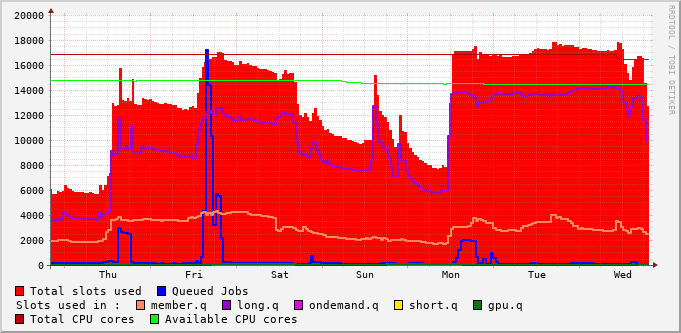 20000
18000
16000
14000
12000
10000
8000
6000
4000
2000
0
Thu Fri Sat Sun Mon Tue Wed
RRDTOOL / TOBI OETIKER
Total slots used Queued Jobs
Slots used in : member.q long.q ondemand.q short.q gpu.q
Total CPU cores Available CPU cores